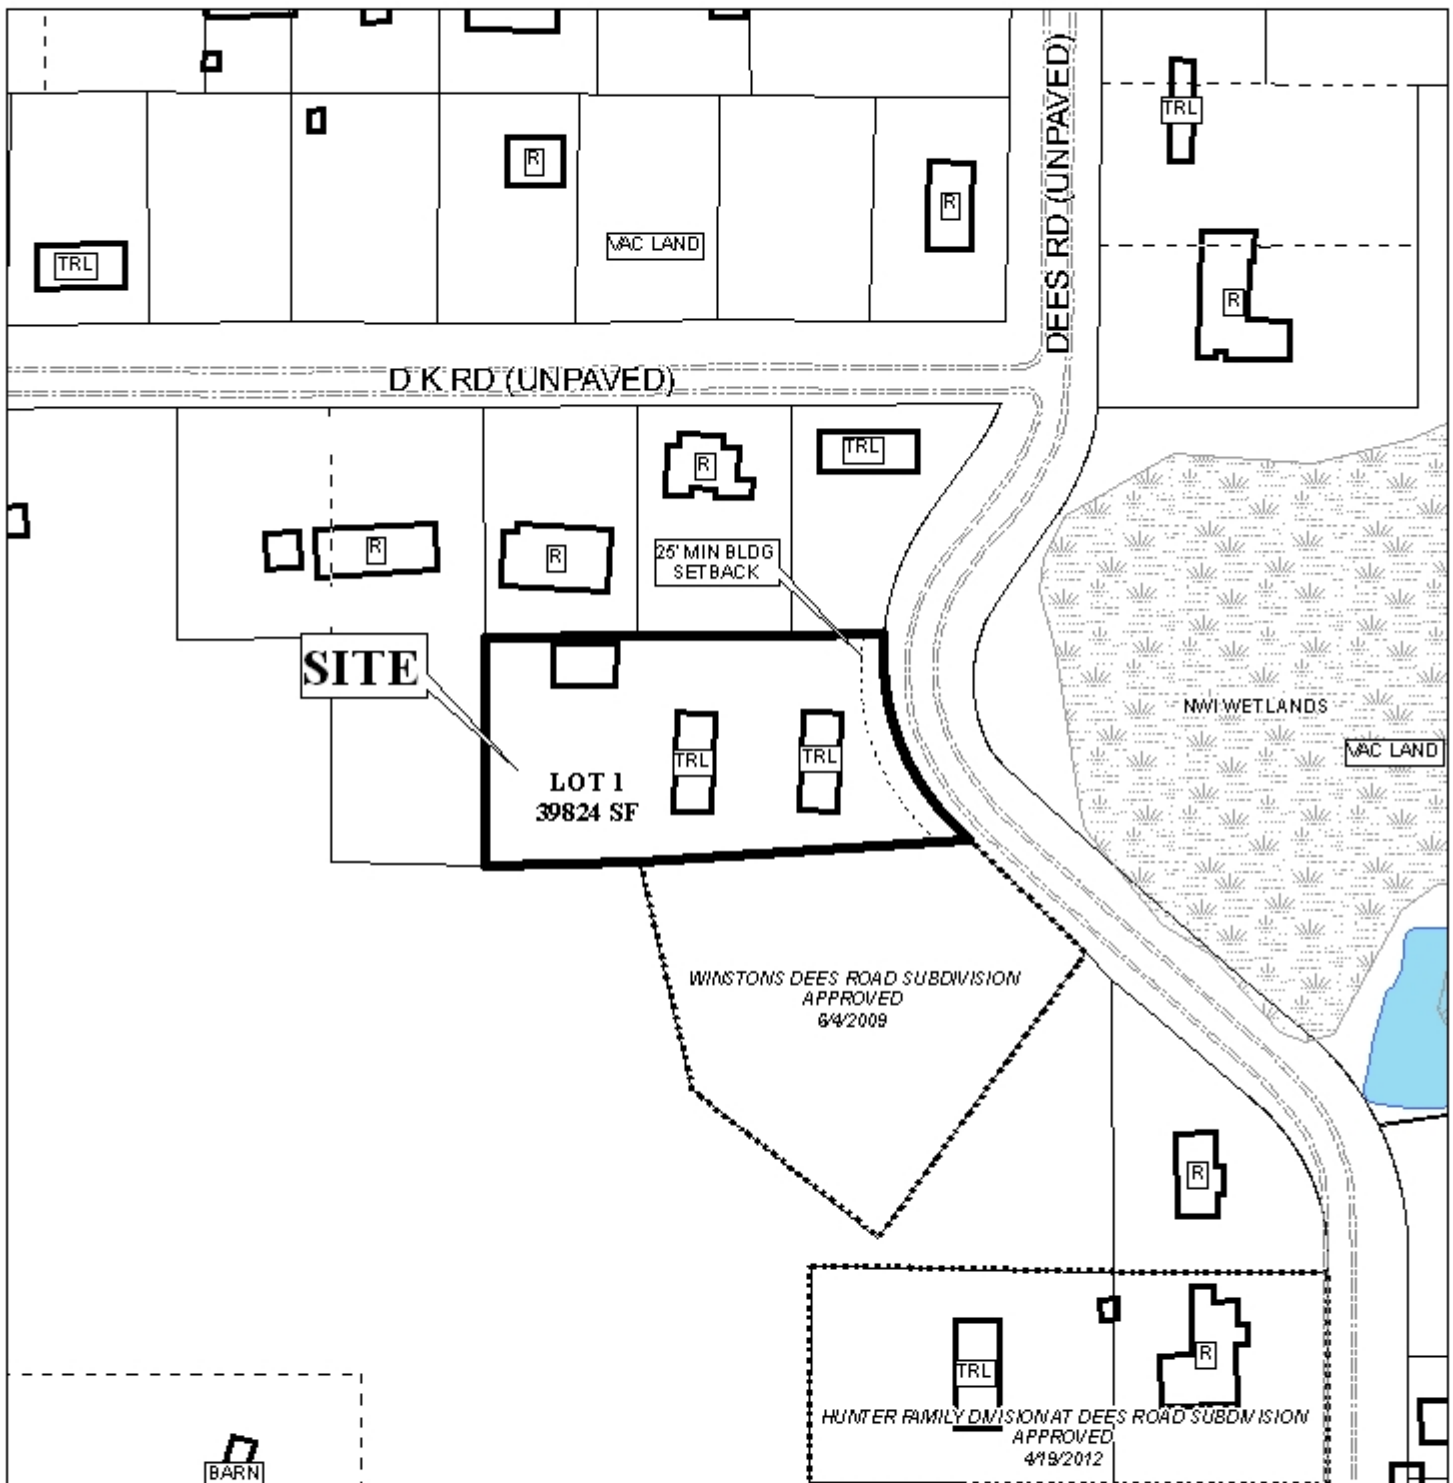 TRL
R
R
DEES RD (UNPAVED)
TRL
VAC LAND
R
D K RD (UNPAVED)
R
TRL
R
R
25' MIN BLDG
SETBACK
SITE
NWI WETLANDS
VAC LAND
TRL
TRL
LOT 1
39824 SF
WINSTONS DEES ROAD SUBDIVISION
APPROVED
6/4/2009
R
R
TRL
HUNTER FAMILY DIVISION AT DEES ROAD SUBDIVISION
APPROVED
4/19/2012
BARN